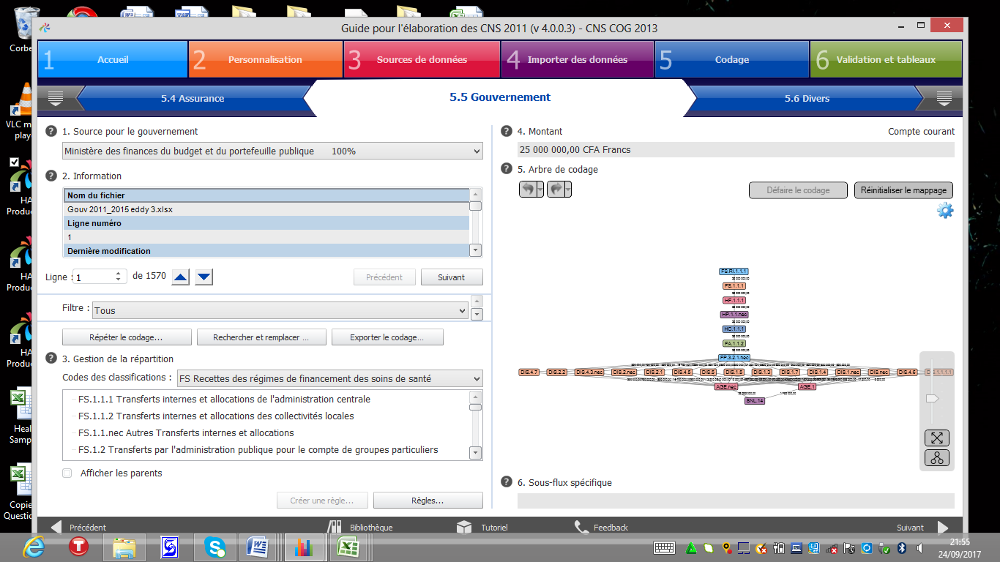 Guide pour l'élaboration des CNS 2011 (v 4.0.0.3) - CNS COG 2013
1 Accueil
2 Personnalisation
3 Sources de données
4 Importer des données
5 Codage
6 Validation et tableaux
5.4 Assurance
5.5 Gouvernement
5.6 Divers
Corbe
VLC m
play
HA
Produc
HA
Produc
HA
Produc
Heal
Samp
Copie
Questio
? 1. Source pour le gouvernement
Ministère des finances du budget et du portefeuille publique 100%
? 2. Information
Nom du fichier
Gouv 2011_2015 eddy 3.xlsx
Ligne numéro
1
Dernière modification
Ligne : 1 de 1570
Précédent
Suivant
Filtre : Tous
Répéter le codage...
Rechercher et remplacer ...
Exporter le codage...
? 3. Gestion de la répartition
Codes des classifications : FS Recettes des régimes de financement des soins de santé
FS.1.1.1 Transferts internes et allocations de l'administration centrale
FS.1.1.2 Transferts internes et allocations des collectivités locales
FS.1.1.nec Autres Transferts internes et allocations
FS.1.2 Transferts par l'administration publique pour le compte de groupes particuliers
Afficher les parents
Créer une règle...
Règles...
? 4. Montant
Compte courant
25 000 000,00 CFA Francs
? 5. Arbre de codage
Défaire le codage
Réinitialiser le mappage
FS.RI.1.1.1
FS.1.1.1
HF.1.1.1
HP.1.1.nec
HC.1.1.1
FA.1.1.2
FP.3.2.1.nec
DIS.4.7
DIS.2.2
DIS.4.3.nec
DIS.2.nec
DIS.2.1
DIS.4.5
DIS.5
DIS.1.5
DIS.1.3
DIS.1.7
DIS.1.4
DIS.1.nec
DIS.nec
DIS.4.6
AGE.nec
AGE.1
SNL.14
? 6. Sous-flux spécifique
Précédent
Bibliothèque
Tutoriel
Feedback
Suivant
21:55
24/09/2017